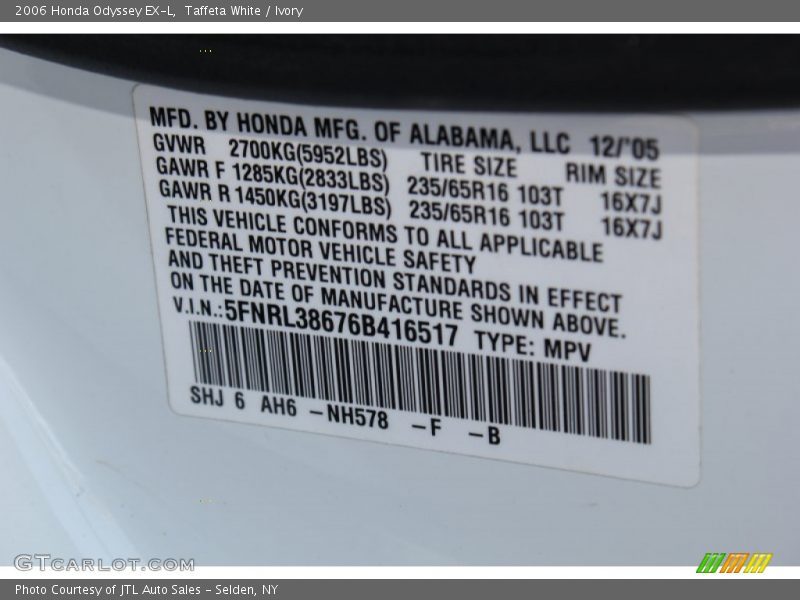 2006 Honda Odyssey EX-L, Taffeta White / Ivory
MFD. BY HONDA MFG. OF ALABAMA, LLC 12/'05
GVWR 2700KG(5952LBS) TIRE SIZE RIM SIZE
GAWR F 1285KG(2833LBS) 235/65R16 103T 16X7J
GAWR R 1450KG(3197LBS) 235/65R16 103T 16X7J
THIS VEHICLE CONFORMS TO ALL APPLICABLE
FEDERAL MOTOR VEHICLE SAFETY
AND THEFT PREVENTION STANDARDS IN EFFECT
ON THE DATE OF MANUFACTURE SHOWN ABOVE.
V.I.N.:5FNRL38676B416517 TYPE: MPV
SHJ 6 AH6 -NH578 -F -B
GTCARLOT.COM
Photo Courtesy of JTL Auto Sales - Selden, NY